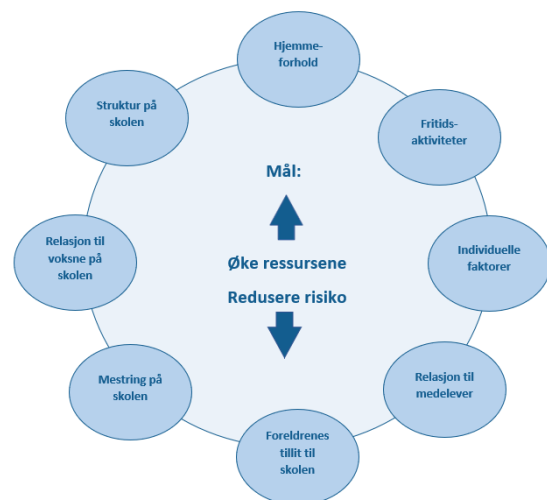 Hjemme-
forhold
Fritids-
aktiviteter
Individuelle
faktorer
Relasjon til
medelever
Foreldrenes
tillit til
skolen
Mestring på
skolen
Relasjon til
voksne på
skolen
Struktur på
skolen
Mål:
Øke ressursene
Redusere risiko